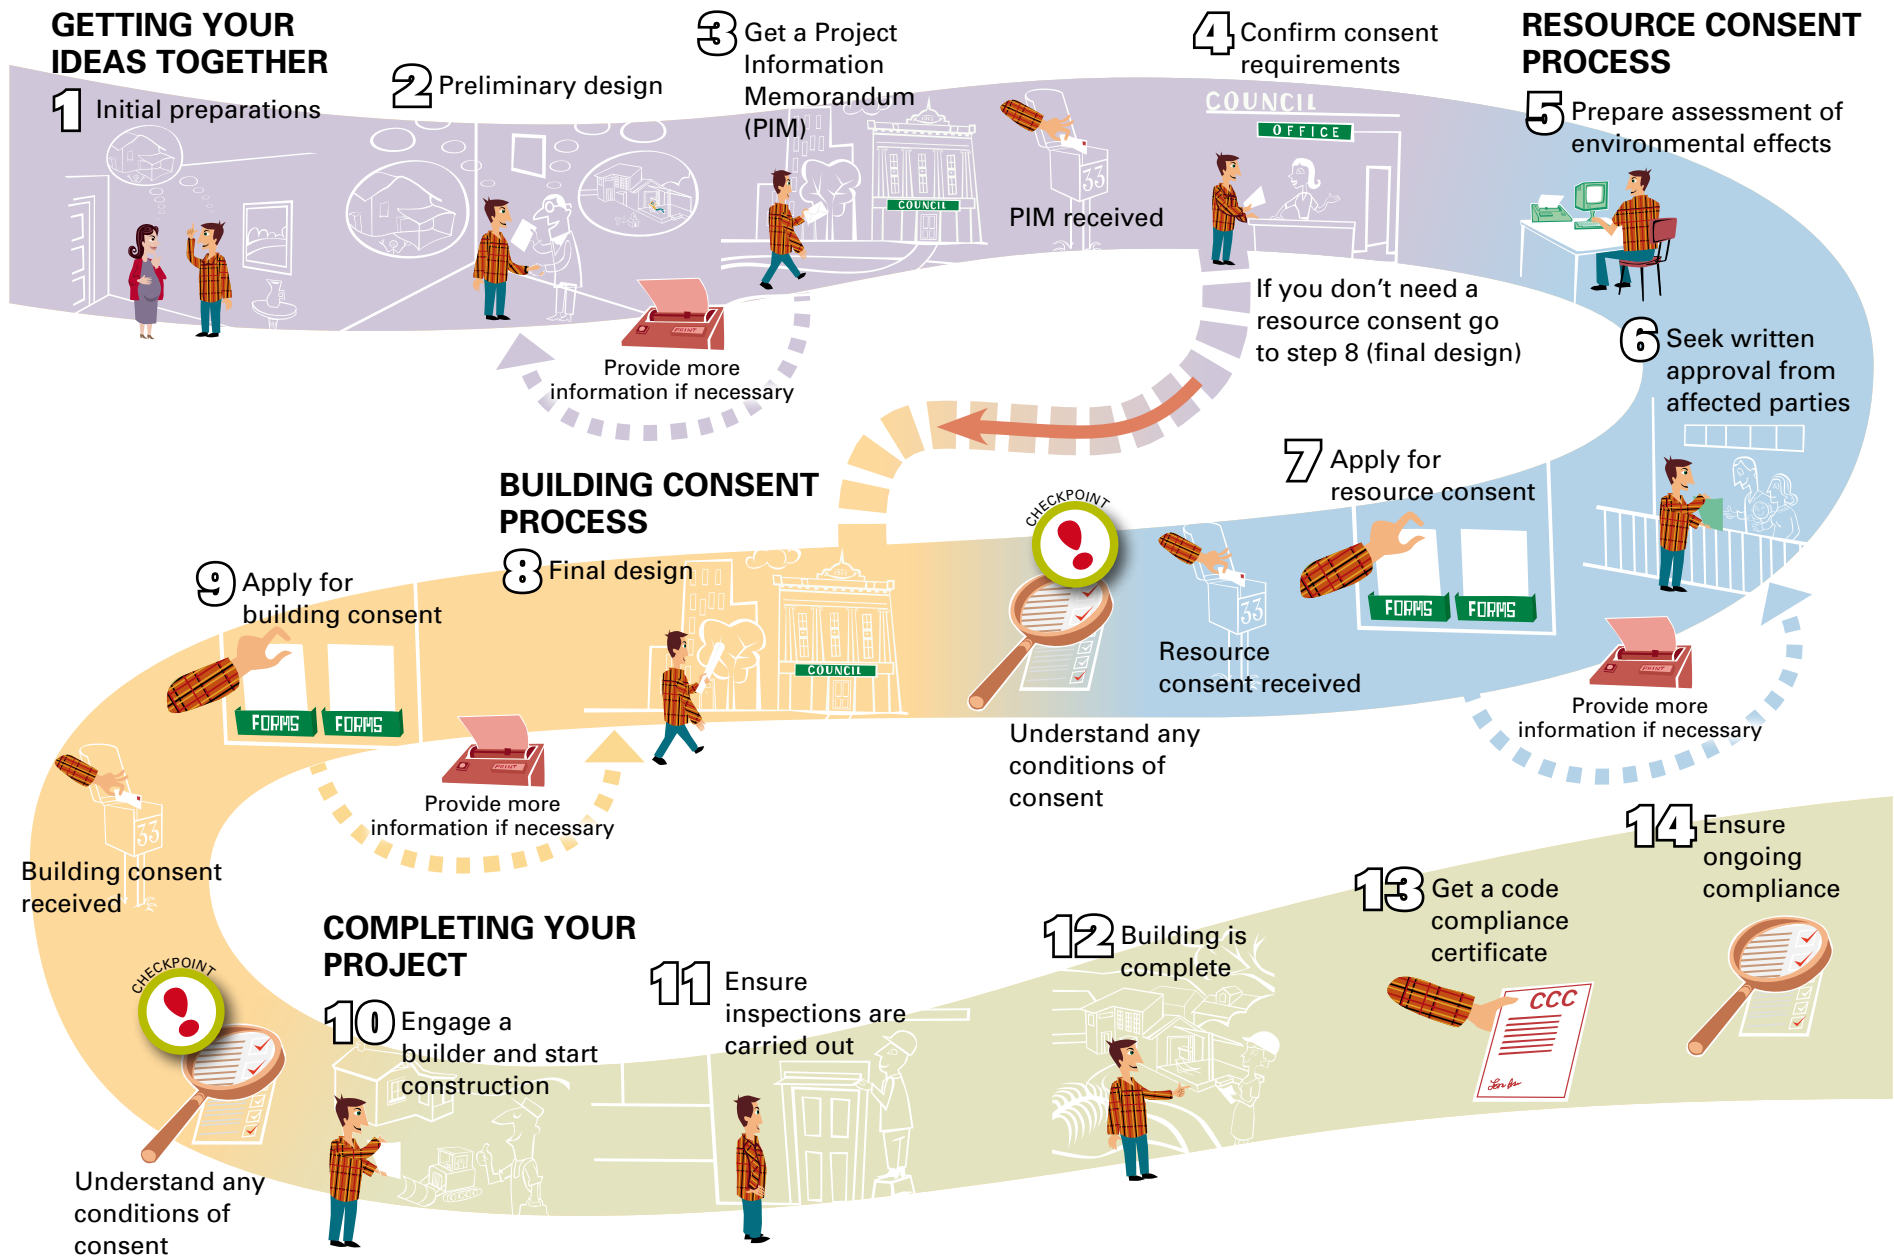 GETTING YOUR
IDEAS TOGETHER
1 Initial preparations
2 Preliminary design
3 Get a Project
Information
Memorandum
(PIM)
COUNCIL
PRINT
Provide more
information if necessary
33
PIM received
4 Confirm consent
requirements
COUNCIL
OFFICE
If you don’t need a
resource consent go
to step 8 (final design)
RESOURCE CONSENT
PROCESS
5 Prepare assessment of
environmental effects
6 Seek written
approval from
affected parties
7 Apply for
resource consent
FORMS
FORMS
PRINT
Provide more
information if necessary
33
Resource
consent received
CHECKPOINT
Understand any
conditions of
consent
BUILDING CONSENT
PROCESS
8 Final design
COUNCIL
9 Apply for
building consent
FORMS
FORMS
PRINT
Provide more
information if necessary
33
Building consent
received
CHECKPOINT
Understand any
conditions of
consent
COMPLETING YOUR
PROJECT
10 Engage a
builder and start
construction
11 Ensure
inspections are
carried out
12 Building is
complete
13 Get a code
compliance
certificate
CCC
14 Ensure
ongoing
compliance